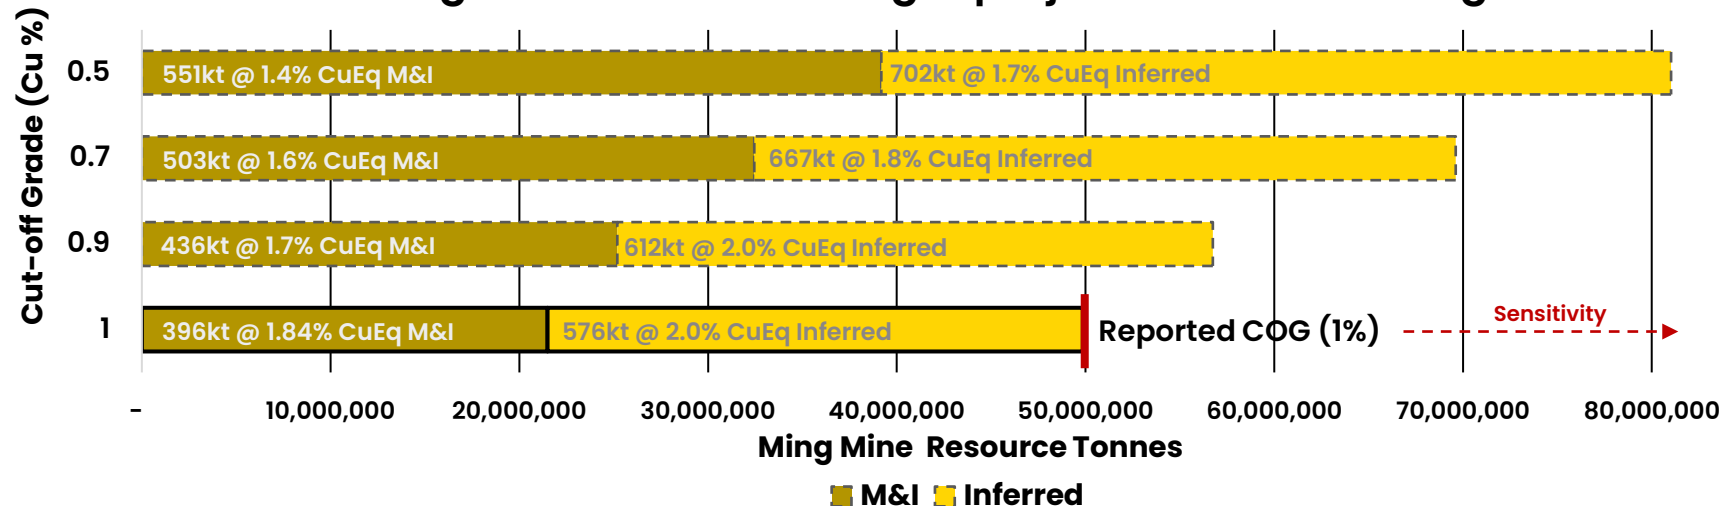 Cut-off Grade (Cu %)
0.5
551kt @ 1.4% CuEq M&I
702kt @ 1.7% CuEq Inferred
0.7
503kt @ 1.6% CuEq M&I
667kt @ 1.8% CuEq Inferred
0.9
436kt @ 1.7% CuEq M&I
612kt @ 2.0% CuEq Inferred
1
396kt @ 1.84% CuEq M&I
576kt @ 2.0% CuEq Inferred
Reported COG (1%)
Sensitivity
- 10,000,000 20,000,000 30,000,000 40,000,000 50,000,000 60,000,000 70,000,000 80,000,000
Ming Mine Resource Tonnes
M&I Inferred